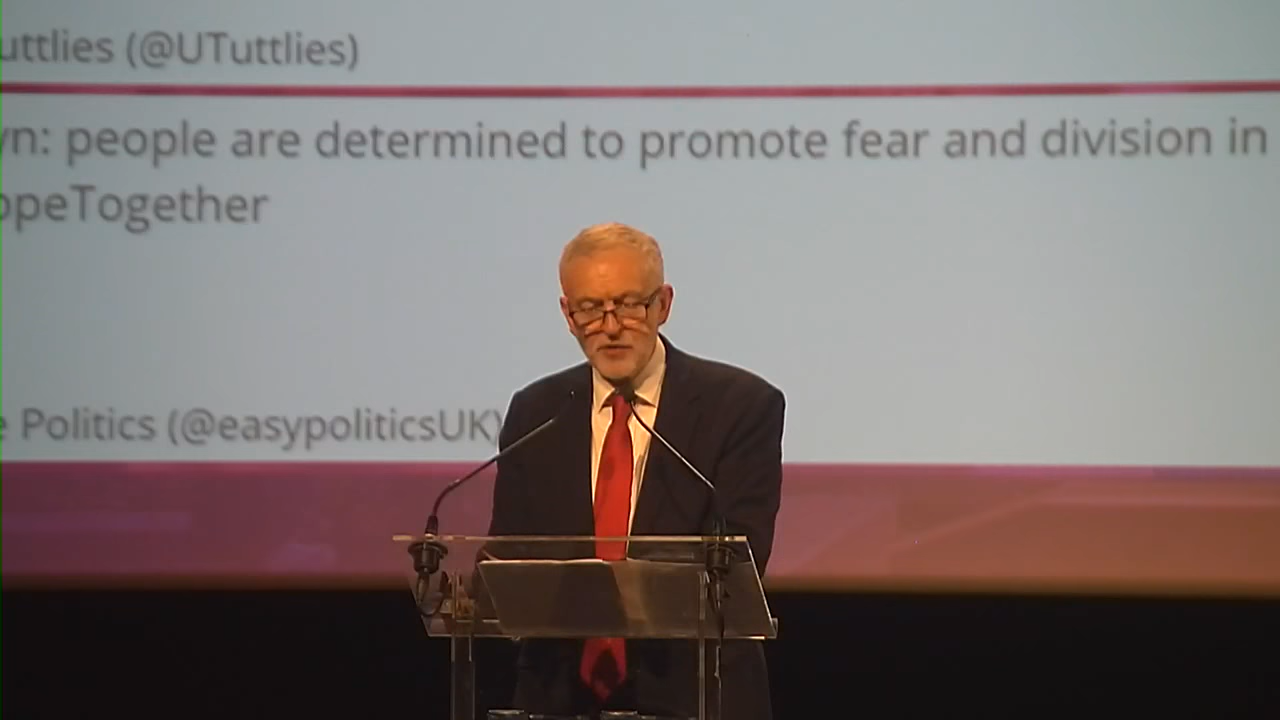 uttlies (@UTuttlies)
yn: people are determined to promote fear and division in
opeTogether
e Politics (@easypoliticsUK)